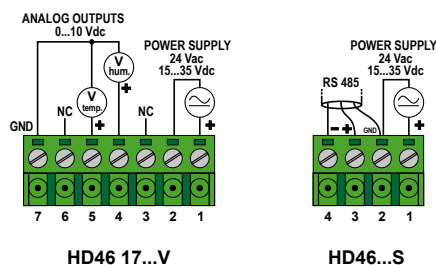 ANALOG OUTPUTS
0...10 Vdc
V
hum.
+
V
temp.
+
POWER SUPPLY
24 Vac
15...35 Vdc
+
GND
NC
NC
7 6 5 4 3 2 1
HD46 17...V
POWER SUPPLY
24 Vac
15...35 Vdc
RS 485
– +
GND
+
4 3 2 1
HD46...S